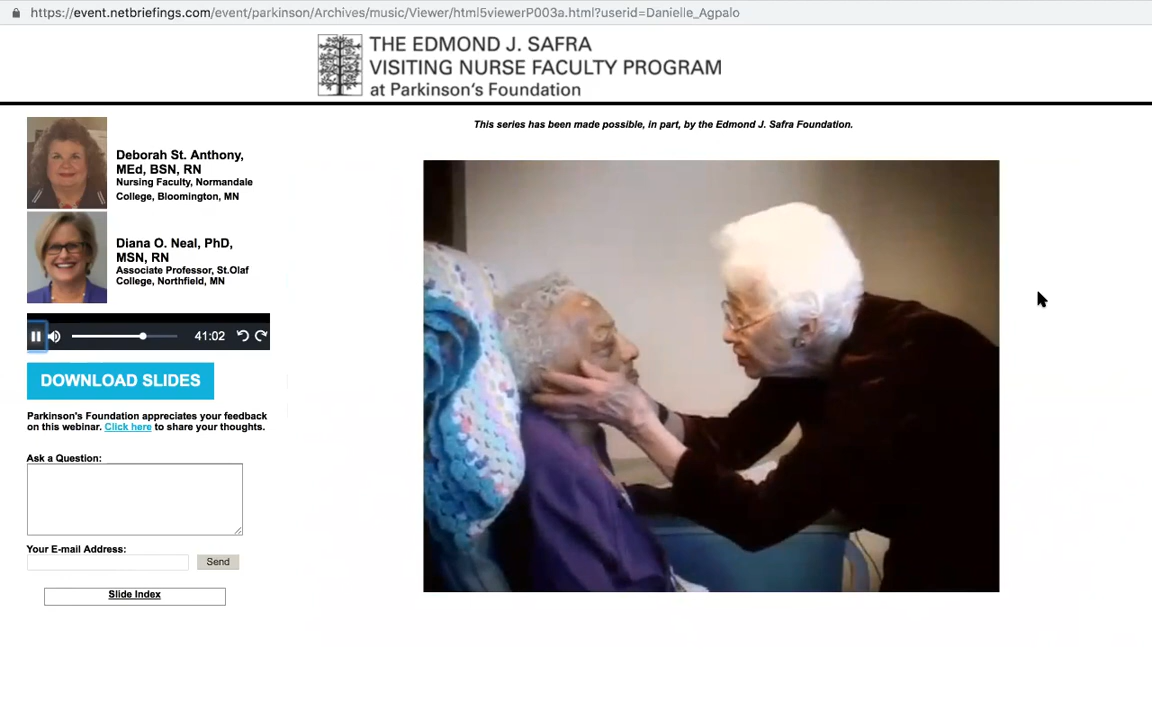 https://event.netbriefings.com/event/parkinson/Archives/music/Viewer/html5viewerP003a.html?userid=Danielle_Agpalo
THE EDMOND J. SAFRA
VISITING NURSE FACULTY PROGRAM
at Parkinson's Foundation
This series has been made possible, in part, by the Edmond J. Safra Foundation.
Deborah St. Anthony,
MEd, BSN, RN
Nursing Faculty, Normandale
College, Bloomington, MN
Diana O. Neal, PhD,
MSN, RN
Associate Professor, St.Olaf
College, Northfield, MN
41:02
DOWNLOAD SLIDES
Parkinson's Foundation appreciates your feedback
on this webinar. Click here to share your thoughts.
Ask a Question:
Your E-mail Address:
Send
Slide Index